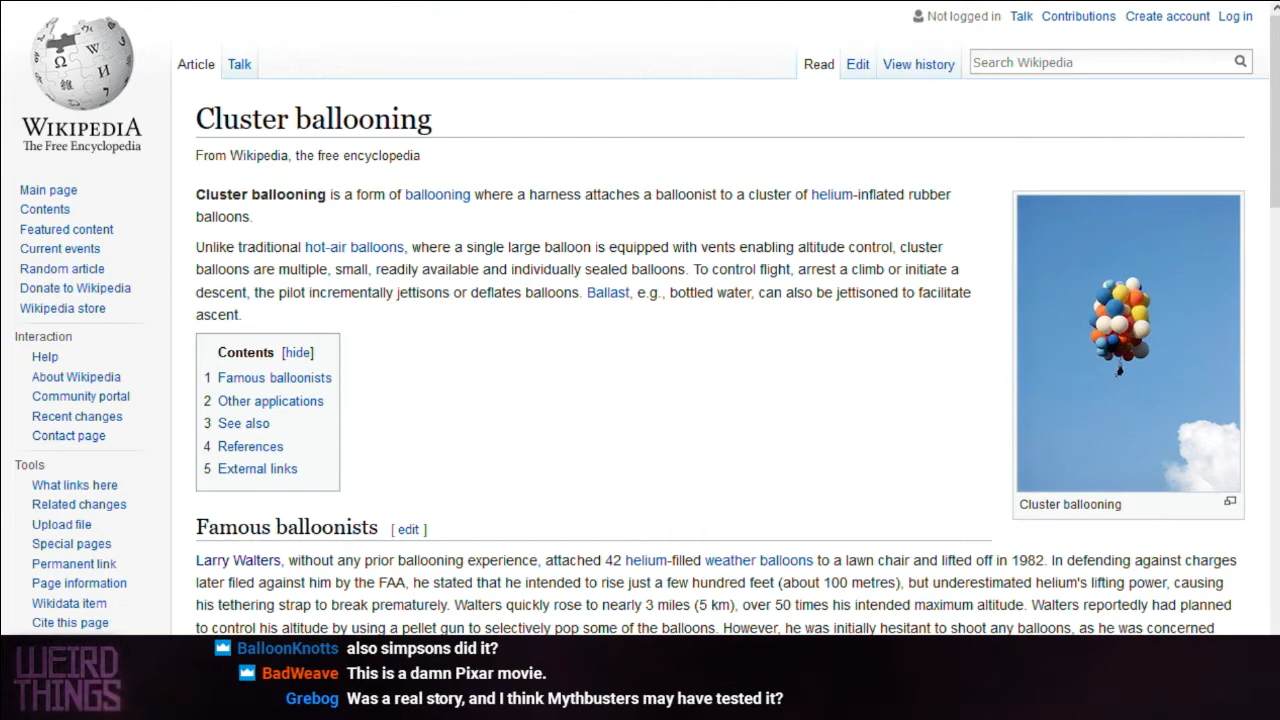 Not logged in Talk Contributions Create account Log in
Article Talk Read Edit View history Search Wikipedia
WIKIPEDIA
The Free Encyclopedia
Main page
Contents
Featured content
Current events
Random article
Donate to Wikipedia
Wikipedia store
Interaction
Help
About Wikipedia
Community portal
Recent changes
Contact page
Tools
What links here
Related changes
Upload file
Special pages
Permanent link
Page information
Wikidata item
Cite this page
Cluster ballooning
From Wikipedia, the free encyclopedia
Cluster ballooning is a form of ballooning where a harness attaches a balloonist to a cluster of helium-inflated rubber
balloons.
Unlike traditional hot-air balloons, where a single large balloon is equipped with vents enabling altitude control, cluster
balloons are multiple, small, readily available and individually sealed balloons. To control flight, arrest a climb or initiate a
descent, the pilot incrementally jettisons or deflates balloons. Ballast, e.g., bottled water, can also be jettisoned to facilitate
ascent.
Contents [hide]
1 Famous balloonists
2 Other applications
3 See also
4 References
5 External links
Cluster ballooning
Famous balloonists [ edit ]
Larry Walters, without any prior ballooning experience, attached 42 helium-filled weather balloons to a lawn chair and lifted off in 1982. In defending against charges
later filed against him by the FAA, he stated that he intended to rise just a few hundred feet (about 100 metres), but underestimated helium's lifting power, causing
his tethering strap to break prematurely. Walters quickly rose to nearly 3 miles (5 km), over 50 times his intended maximum altitude. Walters reportedly had planned
to control his altitude by using a pellet gun to selectively pop some of the balloons. However, he was initially hesitant to shoot any balloons, as he was concerned
WEIRD
THINGS
BalloonKnotts also simpsons did it?
BadWeave This is a damn Pixar movie.
Grebog Was a real story, and I think Mythbusters may have tested it?